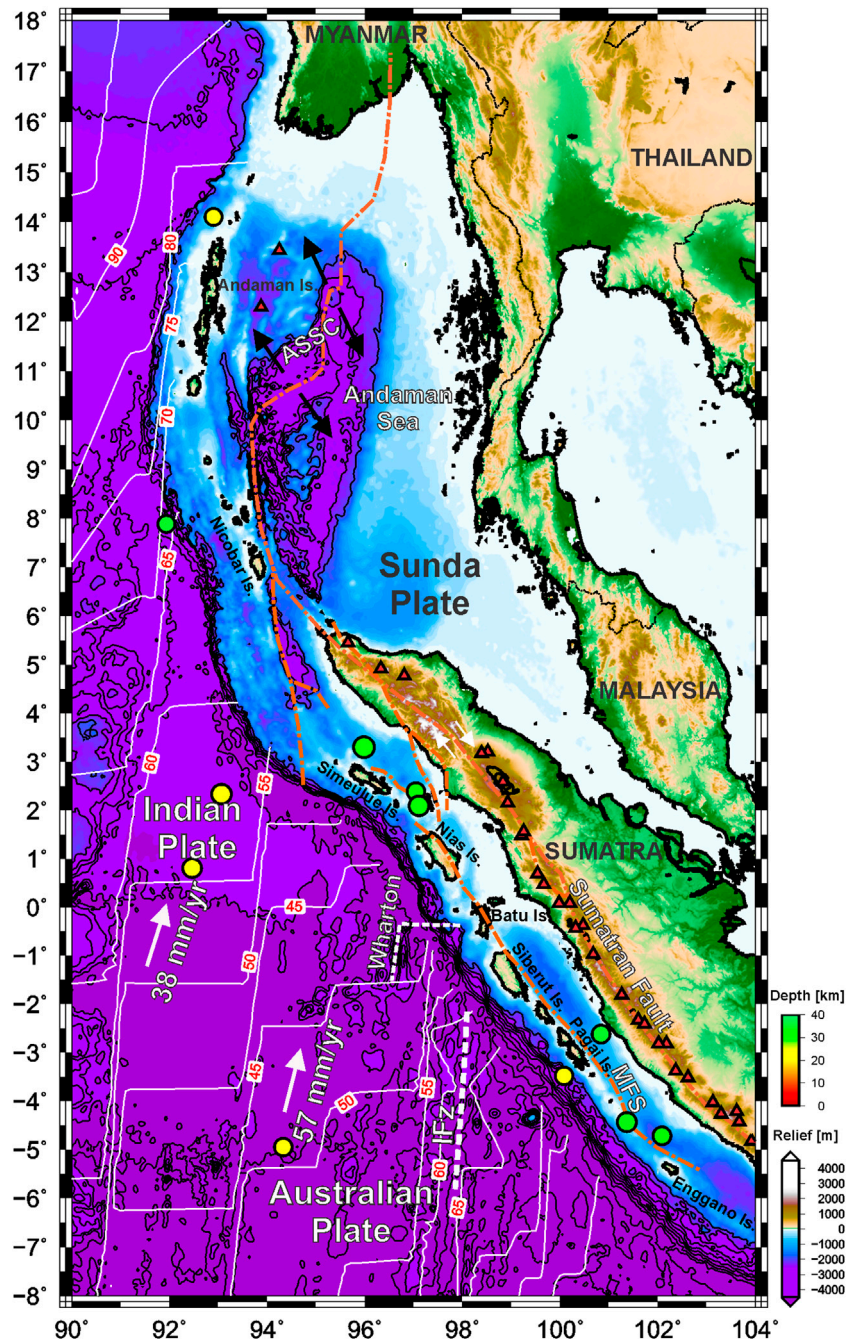 18°
17°
16°
15°
14°
13°
12°
11°
10°
9°
8°
7°
6°
5°
4°
3°
2°
1°
0°
−1°
−2°
−3°
−4°
−5°
−6°
−7°
−8°
90°
92°
94°
96°
98°
100°
102°
104°
MYANMAR
THAILAND
90
80
75
70
65
60
55
Andaman Is.
ASSC
Andaman
Sea
Nicobar Is.
Sunda
Plate
MALAYSIA
Simeulue Is.
Nias Is.
Indian
Plate
SUMATRA
Batu Is.
45
50
Wharton
38 mm/yr
Siberut Is.
Sumatran Fault
Pagai Is.
MFS
57 mm/yr
45
50
55
60
65
IFz
Australian
Plate
Enggano Is.
Depth [km]
40
30
20
10
0
Relief [m]
4000
3000
2000
1000
0
−1000
−2000
−3000
−4000